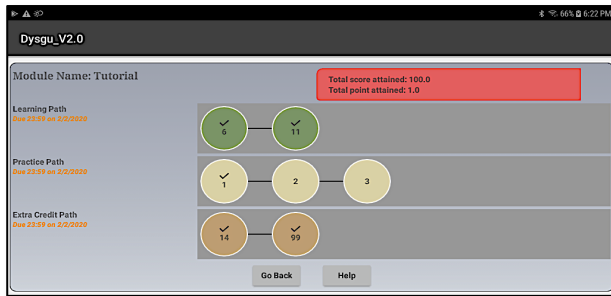 66% 6:22 PM
Dysgu_V2.0
Module Name: Tutorial
Total score attained: 100.0
Total point attained: 1.0
Learning Path
Due 23:59 on 2/2/2020
6
11
Practice Path
Due 23:59 on 2/2/2020
1
2
3
Extra Credit Path
Due 23:59 on 2/2/2020
14
99
Go Back
Help